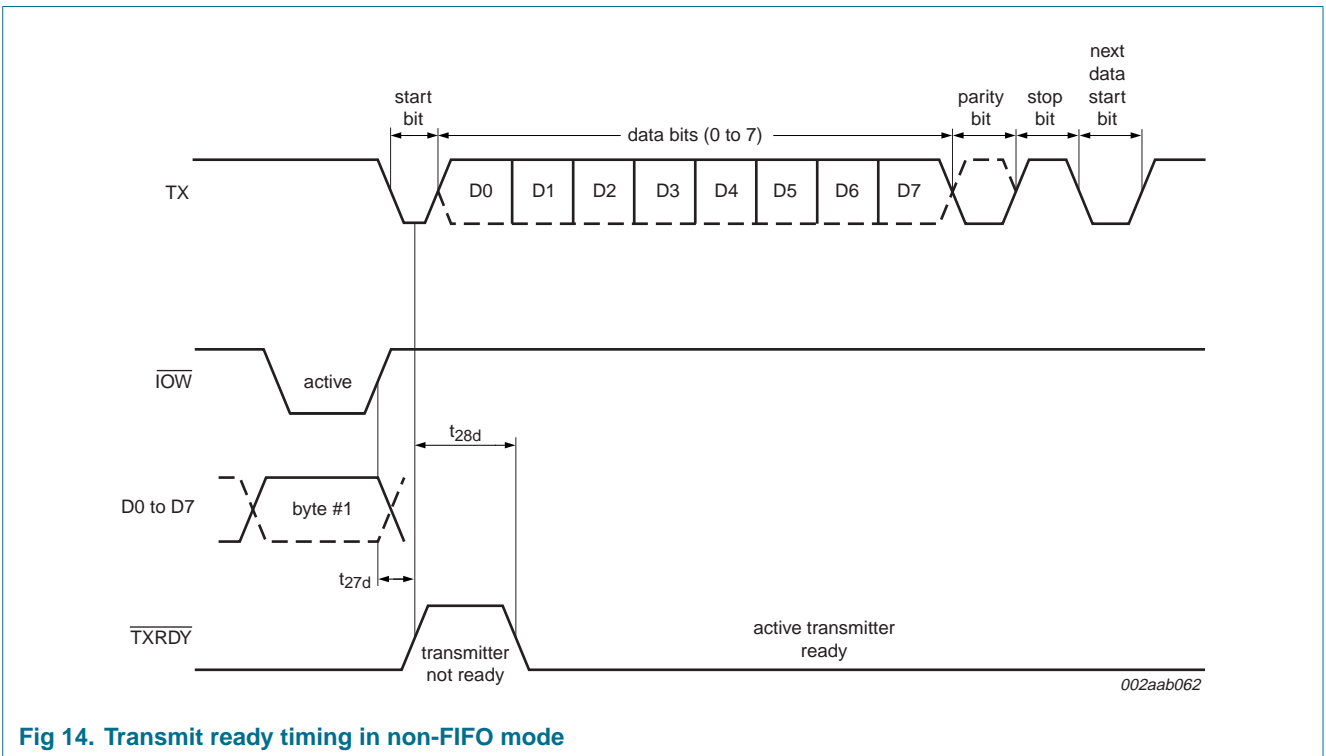 next
data
start
bit
start
bit
parity
bit
stop
bit
data bits (0 to 7)
TX
D0
D1
D2
D3
D4
D5
D6
D7
IOW
active
t28d
D0 to D7
byte #1
t27d
TXRDY
transmitter
not ready
active transmitter
ready
002aab062
Fig 14. Transmit ready timing in non-FIFO mode